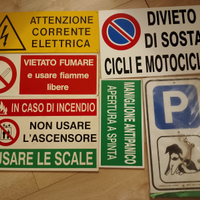 ATTENZIONE
CORRENTE
ELETTRICA
VIETATO FUMARE
e usare fiamme
libere
IN CASO DI INCENDIO
NON USARE
L'ASCENSORE
USARE LE SCALE
DIVIETO
DI SOSTA
CICLI E MOTOCICL
MANIGLIONE ANTIPANICO
APERTURA A SPINTA
P